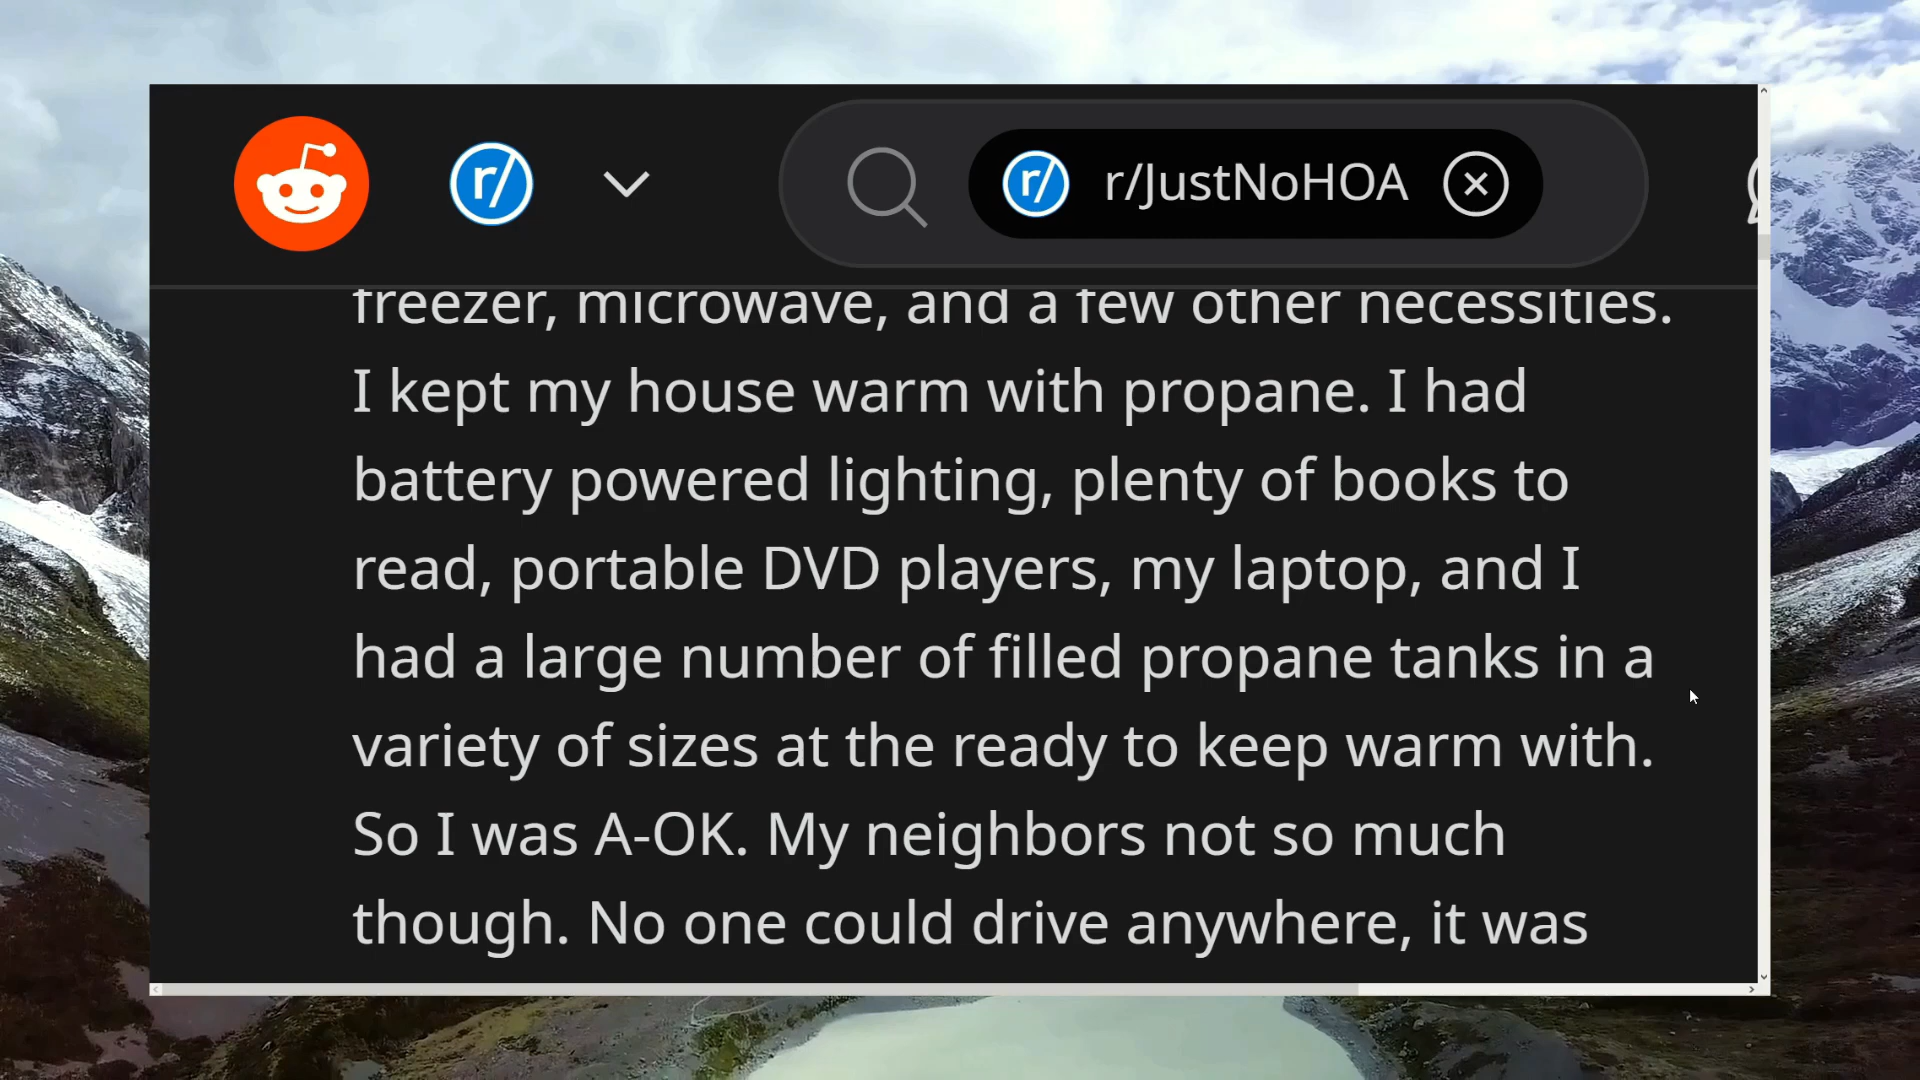 r/ r/ r/JustNoHOA
freezer, microwave, and a few other necessities.
I kept my house warm with propane. I had
battery powered lighting, plenty of books to
read, portable DVD players, my laptop, and I
had a large number of filled propane tanks in a
variety of sizes at the ready to keep warm with.
So I was A-OK. My neighbors not so much
though. No one could drive anywhere, it was